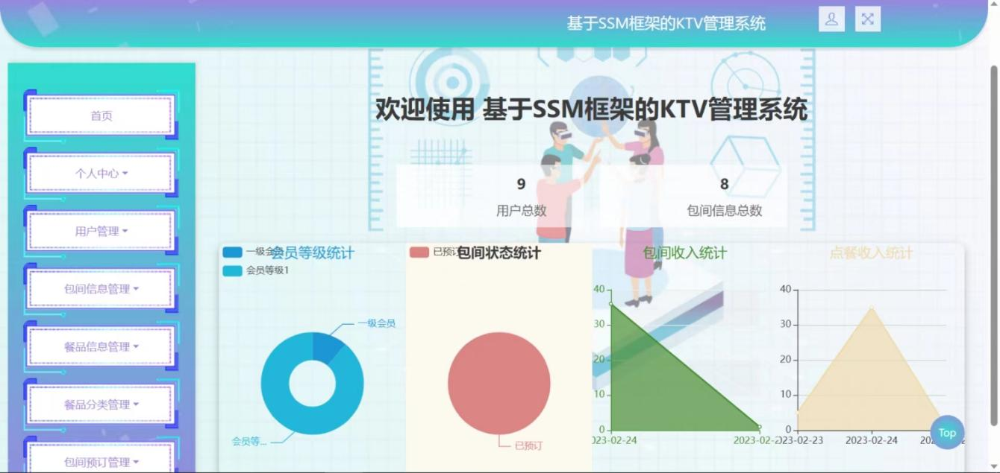 基于SSM框架的KTV管理系统
首页
个人中心
用户管理
包间信息管理
餐品信息管理
餐品分类管理
包间预订管理
欢迎使用 基于SSM框架的KTV管理系统
9
用户总数
8
包间信息总数
一级会
会员等级统计
会员等级1
一级会员
会员等...
已预订
包间状态统计
已预订
包间收入统计
40
30
20
10
0
023-02-24
2023-02-2
点餐收入统计
40
30
20
10
0
023-02-23
2023-02-24
Top